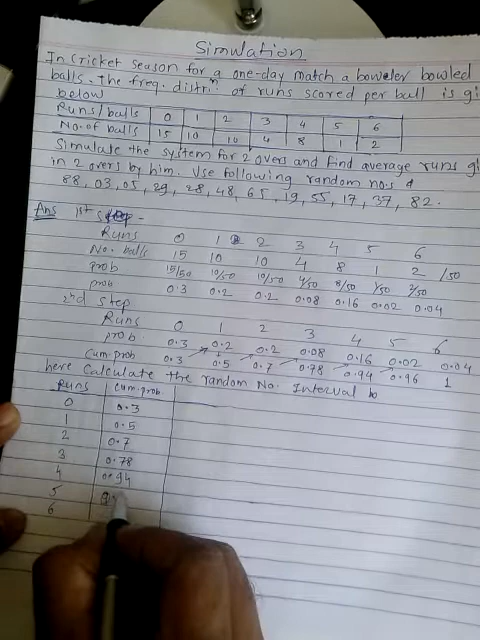 Simulation
In Cricket season for a one-day match a bowler bowled
balls. The freq. distriⁿ of runs scored per ball is gi
below
Runs/balls 0 1 2 3 4 5 6
No. of balls 15 10 10 4 8 1 2
Simulate the system for 2 overs and find average runs gi
in 2 overs by him. Use following random no.s
88, 03, 05, 29, 28, 48, 65, 19, 55, 17, 37, 82.
Ans 1st step -
Runs 0 1 2 3 4 5 6
No. balls 15 10 10 4 8 1 2 /50
prob 15/50 10/50 10/50 4/50 8/50 1/50 2/50
prob 0.3 0.2 0.2 0.08 0.16 0.02 0.04
2nd step
Runs 0 1 2 3 4 5 6
prob. 0.3 0.2 0.2 0.08 0.16 0.02 0.04
Cum.prob 0.3 0.5 0.7 0.78 0.94 0.96 1
here Calculate the random No. Interval
Runs cum.prob.
0 0.3
1 0.5
2 0.7
3 0.78
4 0.94
5
6